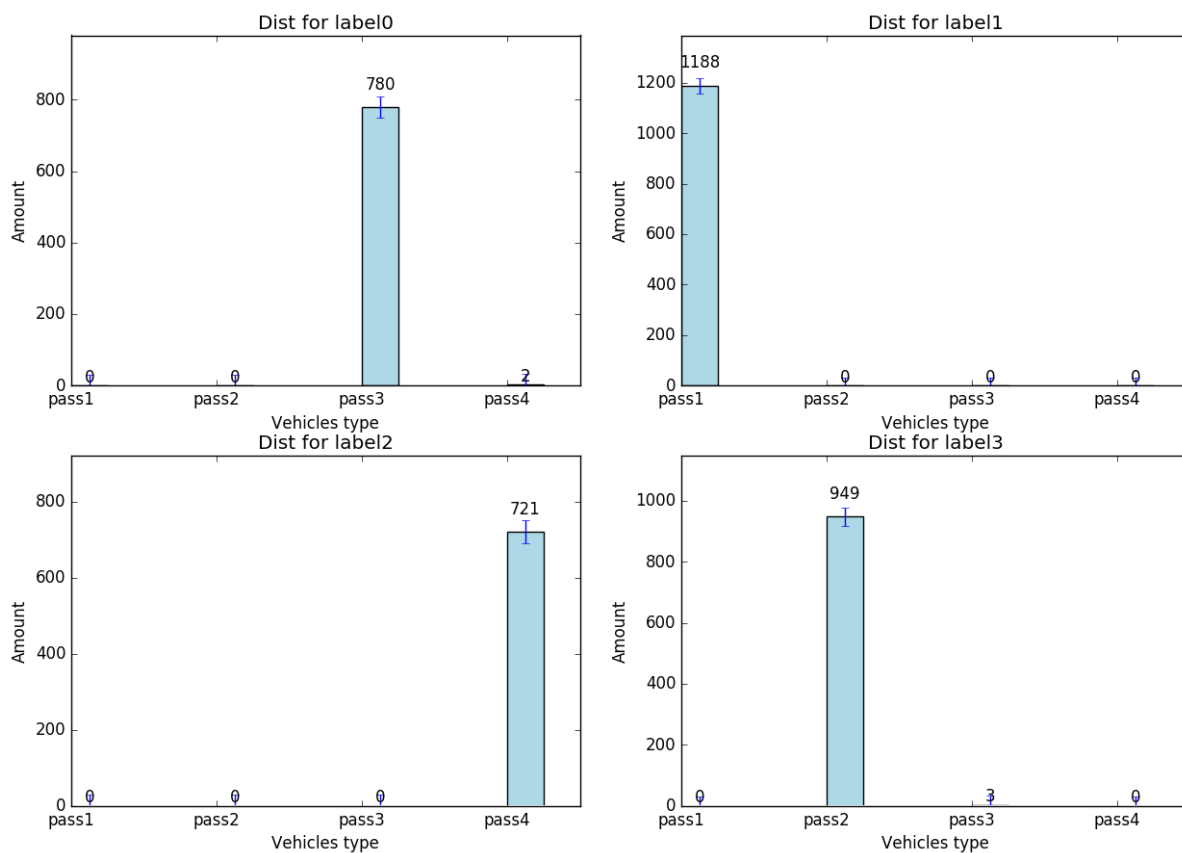 Dist for label0
800
600
400
200
0
Amount
0
0
780
2
pass1 pass2 pass3 pass4
Vehicles type
Dist for label1
1200
1000
800
600
400
200
0
Amount
1188
0
0
0
pass1 pass2 pass3 pass4
Vehicles type
Dist for label2
800
600
400
200
0
Amount
0
0
0
721
pass1 pass2 pass3 pass4
Vehicles type
Dist for label3
1000
800
600
400
200
0
Amount
0
949
3
0
pass1 pass2 pass3 pass4
Vehicles type